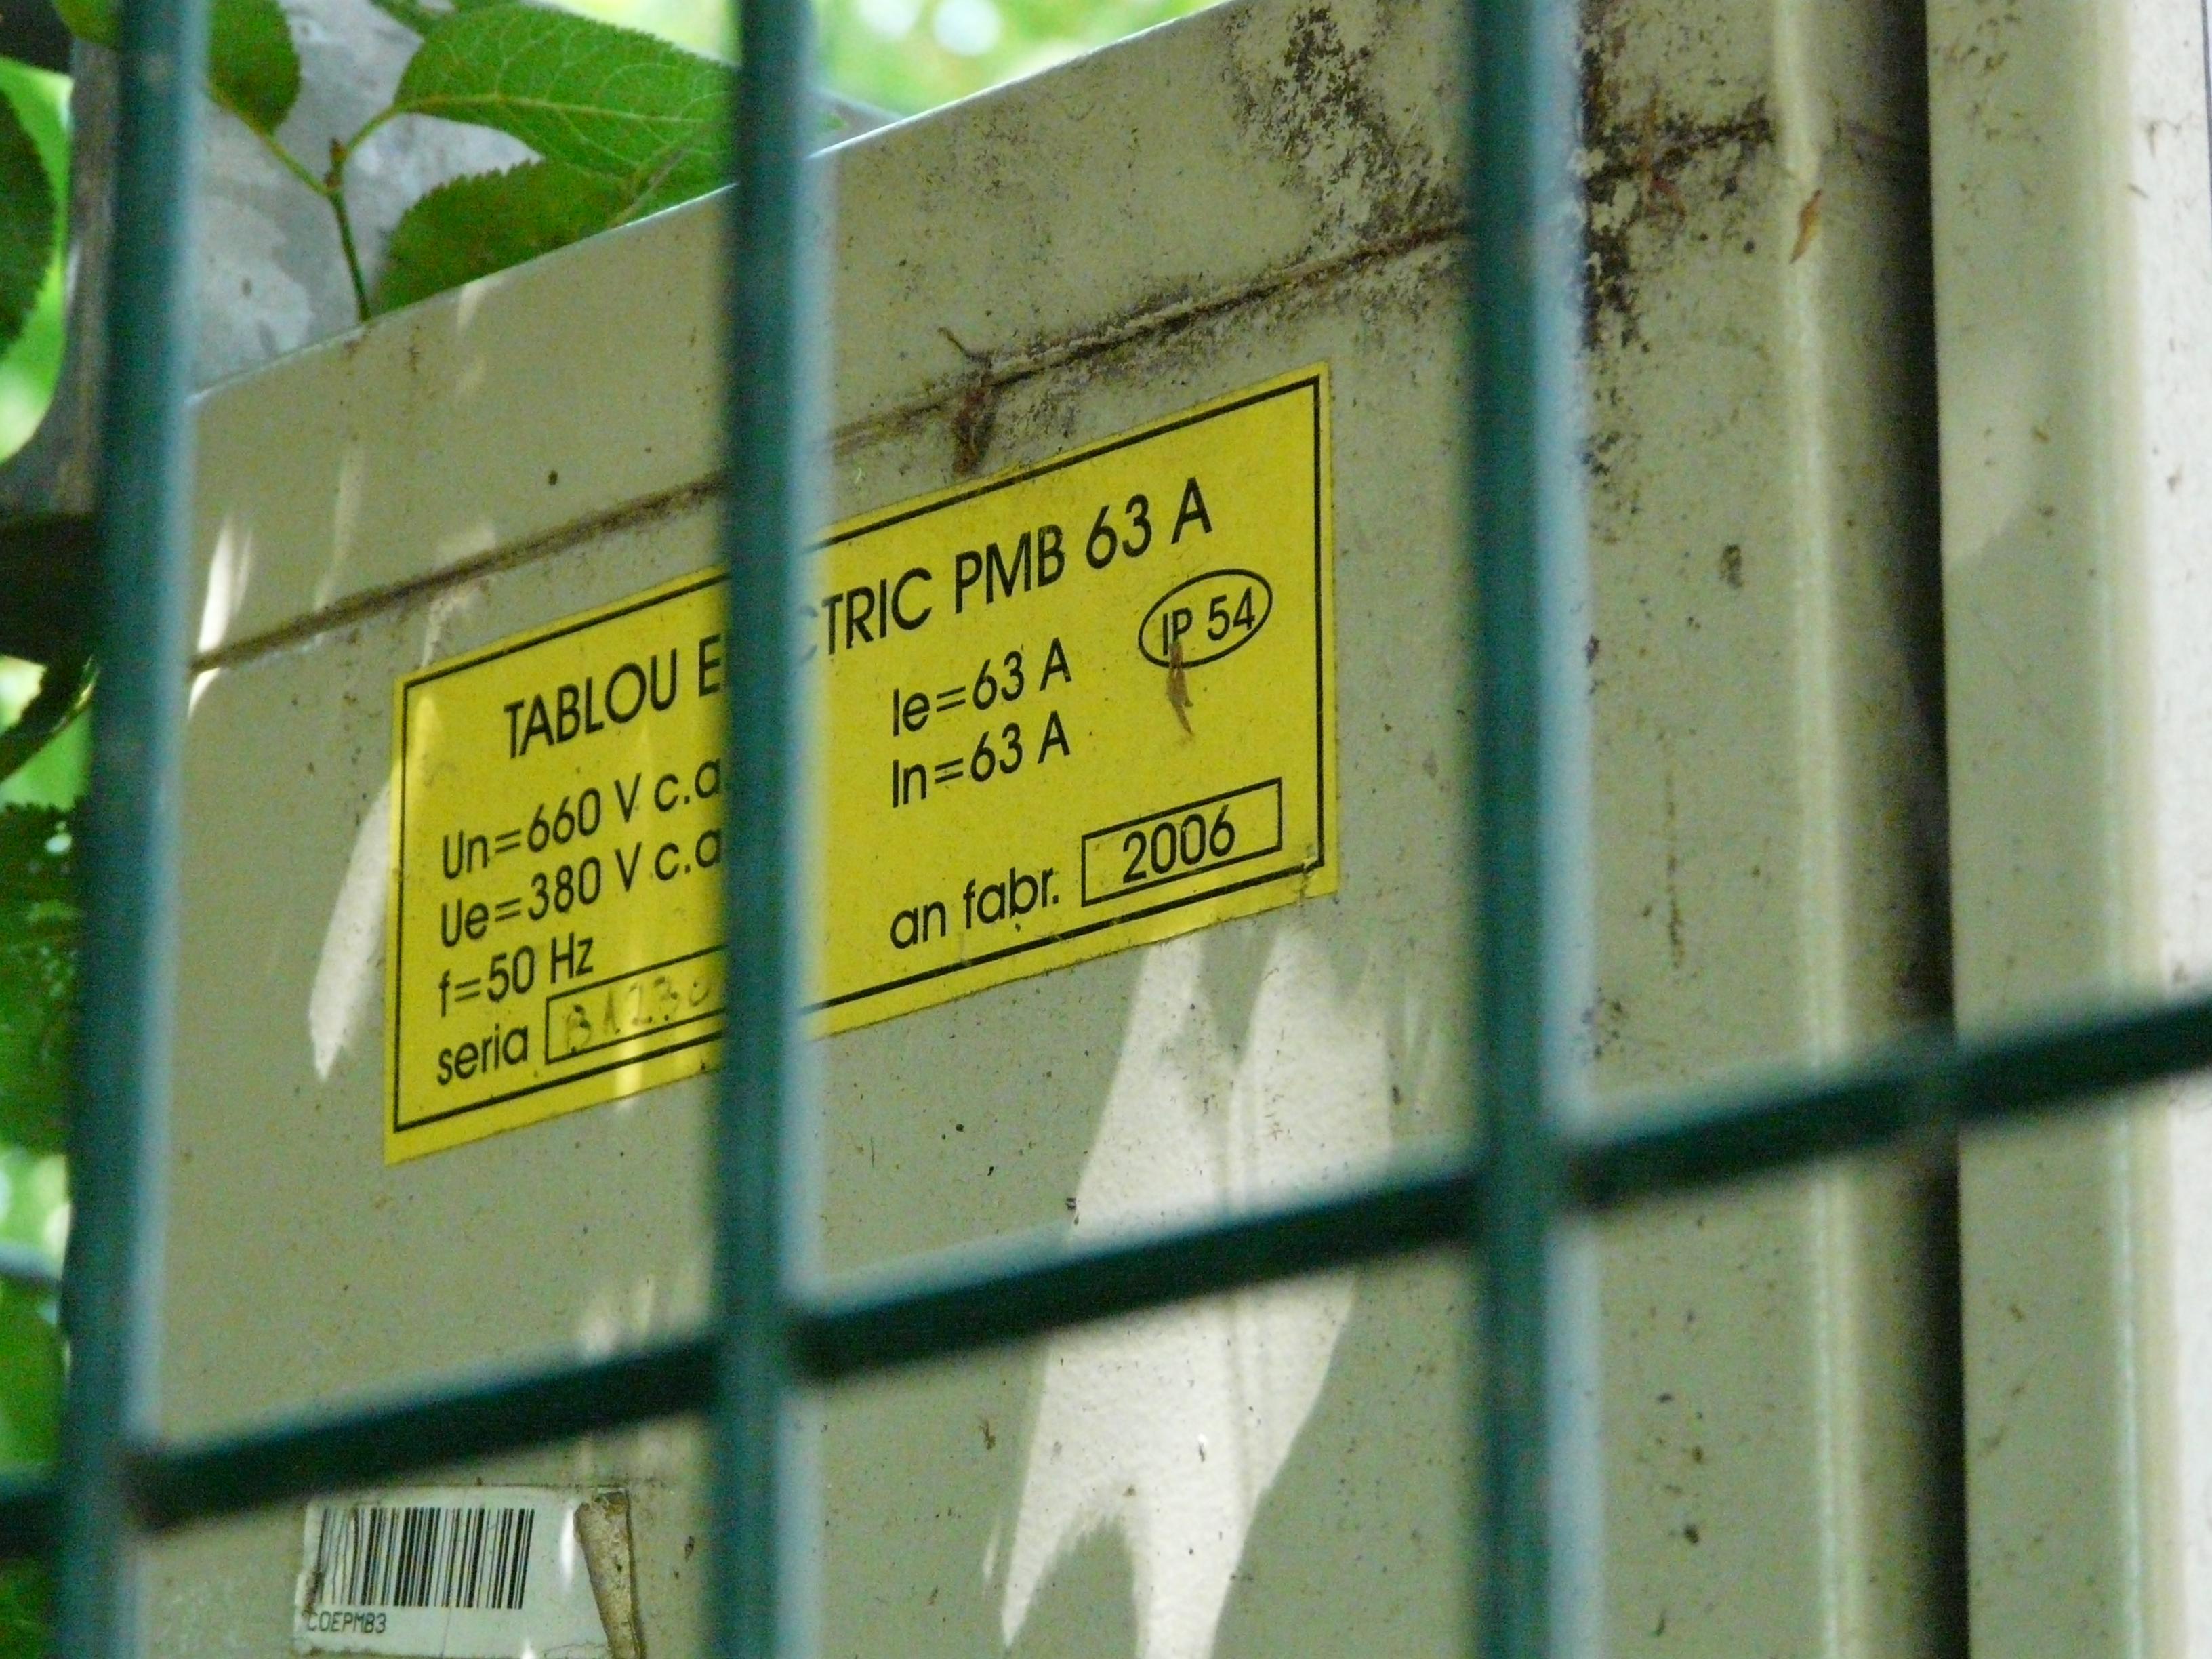 TABLOU ELECTRIC PMB 63 A
IP 54
Un=660 V c.a
Ie=63 A
Ue=380 V c.a
In=63 A
f=50 Hz
seria
an fabr. 2006
COEPMB3